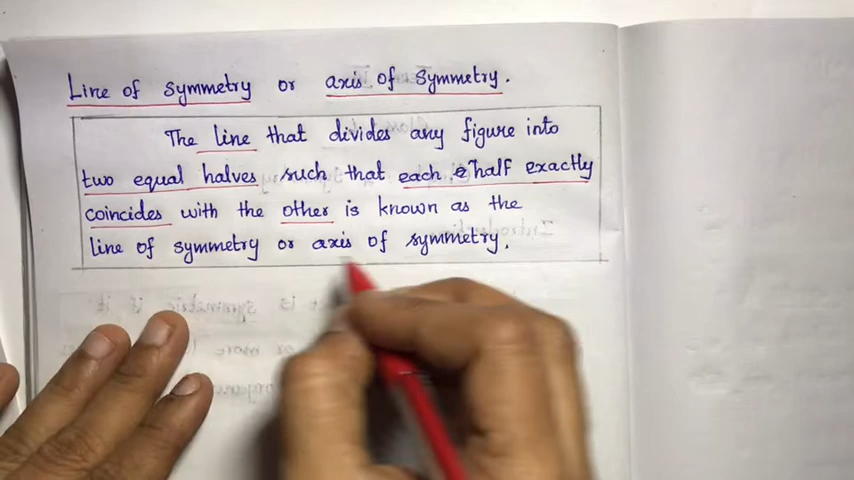 Line of symmetry or axis of Symmetry.
The line that divides any figure into
two equal halves such that each half exactly
coincides with the other is known as the
line of symmetry or axis of symmetry.